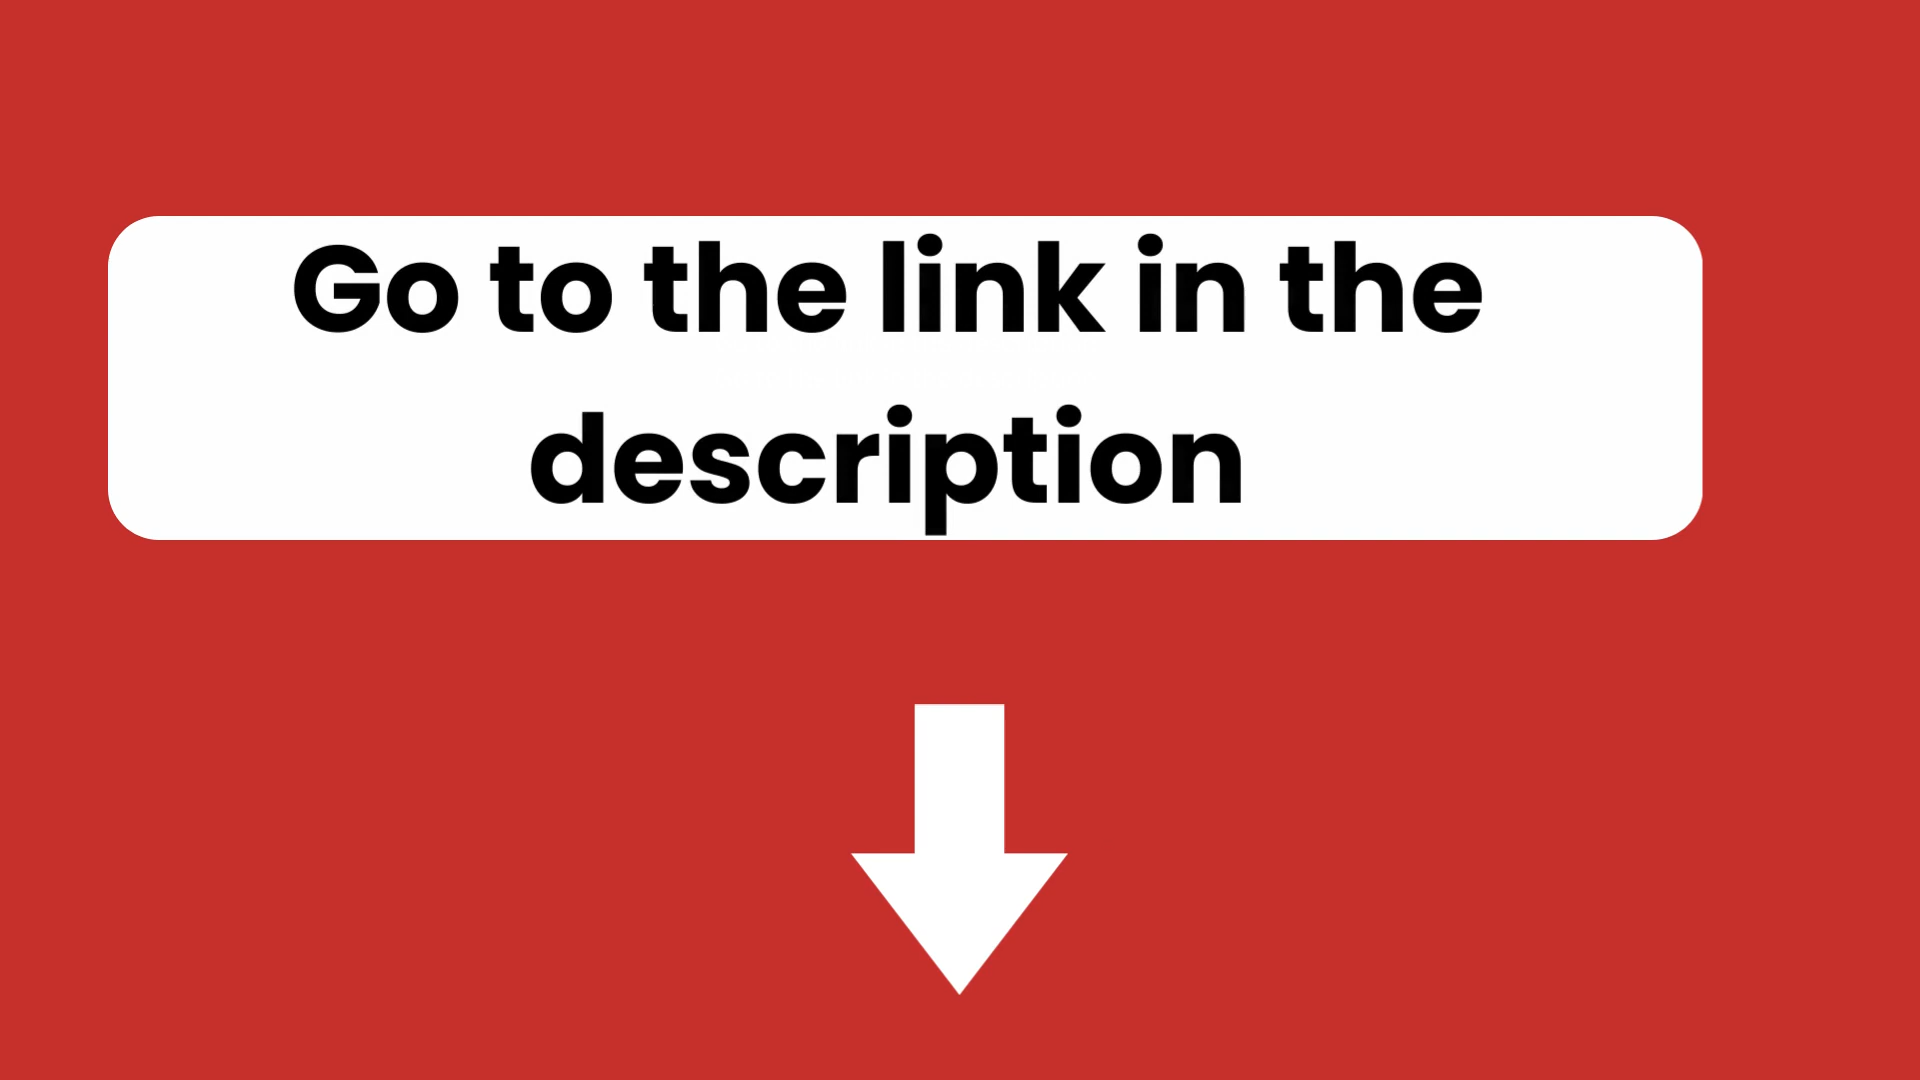 Go to the link in the
description